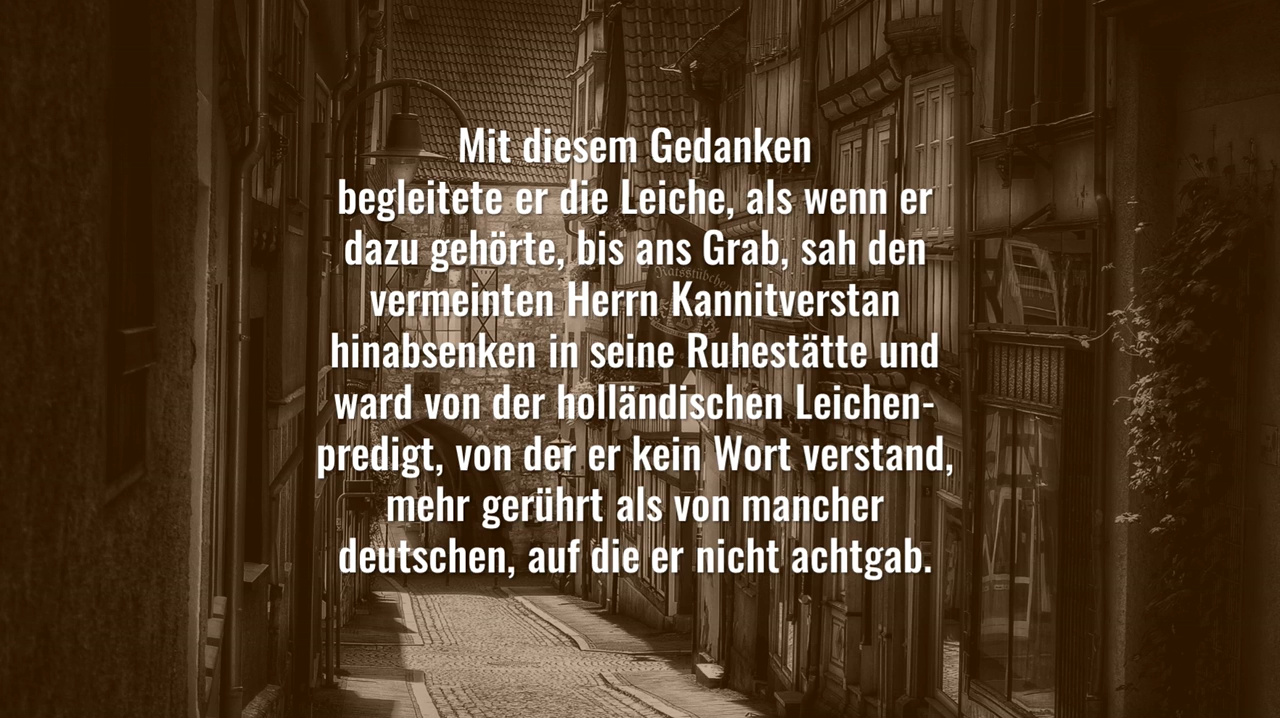 Mit diesem Gedanken
begleitete er die Leiche, als wenn er
dazu gehörte, bis ans Grab, sah den
vermeinten Herrn Kannitverstan
hinabsenken in seine Ruhestätte und
ward von der holländischen Leichen-
predigt, von der er kein Wort verstand,
mehr gerührt als von mancher
deutschen, auf die er nicht achtgab.
Ratsstübchen